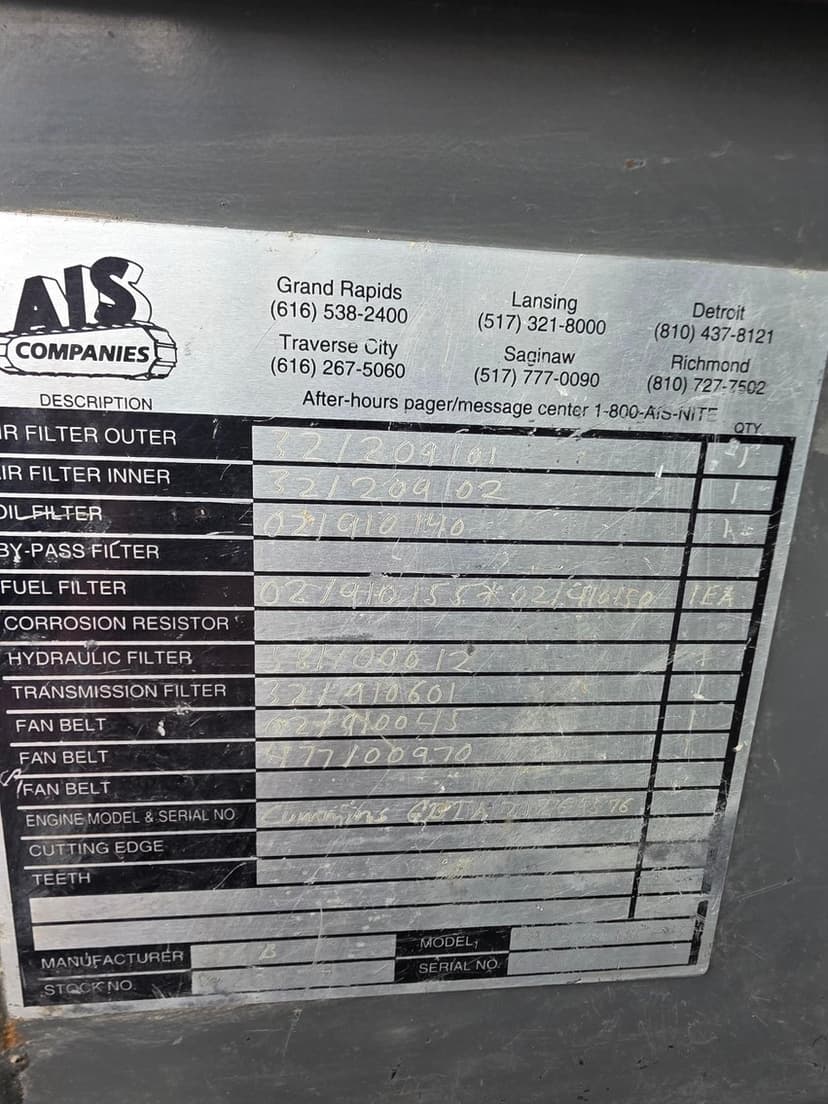 AIS
COMPANIES
Grand Rapids
(616) 538-2400
Traverse City
(616) 267-5060
Lansing
(517) 321-8000
Saginaw
(517) 777-0090
Detroit
(810) 437-8121
Richmond
(810) 727-7502
After-hours pager/message center 1-800-AIS-NITE
DESCRIPTION QTY
IR FILTER OUTER 321209101
IR FILTER INNER 321209102 1
OIL FILTER 021910140
BY-PASS FILTER
FUEL FILTER 1EA
CORROSION RESISTOR
HYDRAULIC FILTER
TRANSMISSION FILTER 321910601 1
FAN BELT
FAN BELT 477100970
FAN BELT
ENGINE MODEL & SERIAL NO. Cummins
CUTTING EDGE
TEETH
MANUFACTURER MODEL
STOCK NO. SERIAL NO.